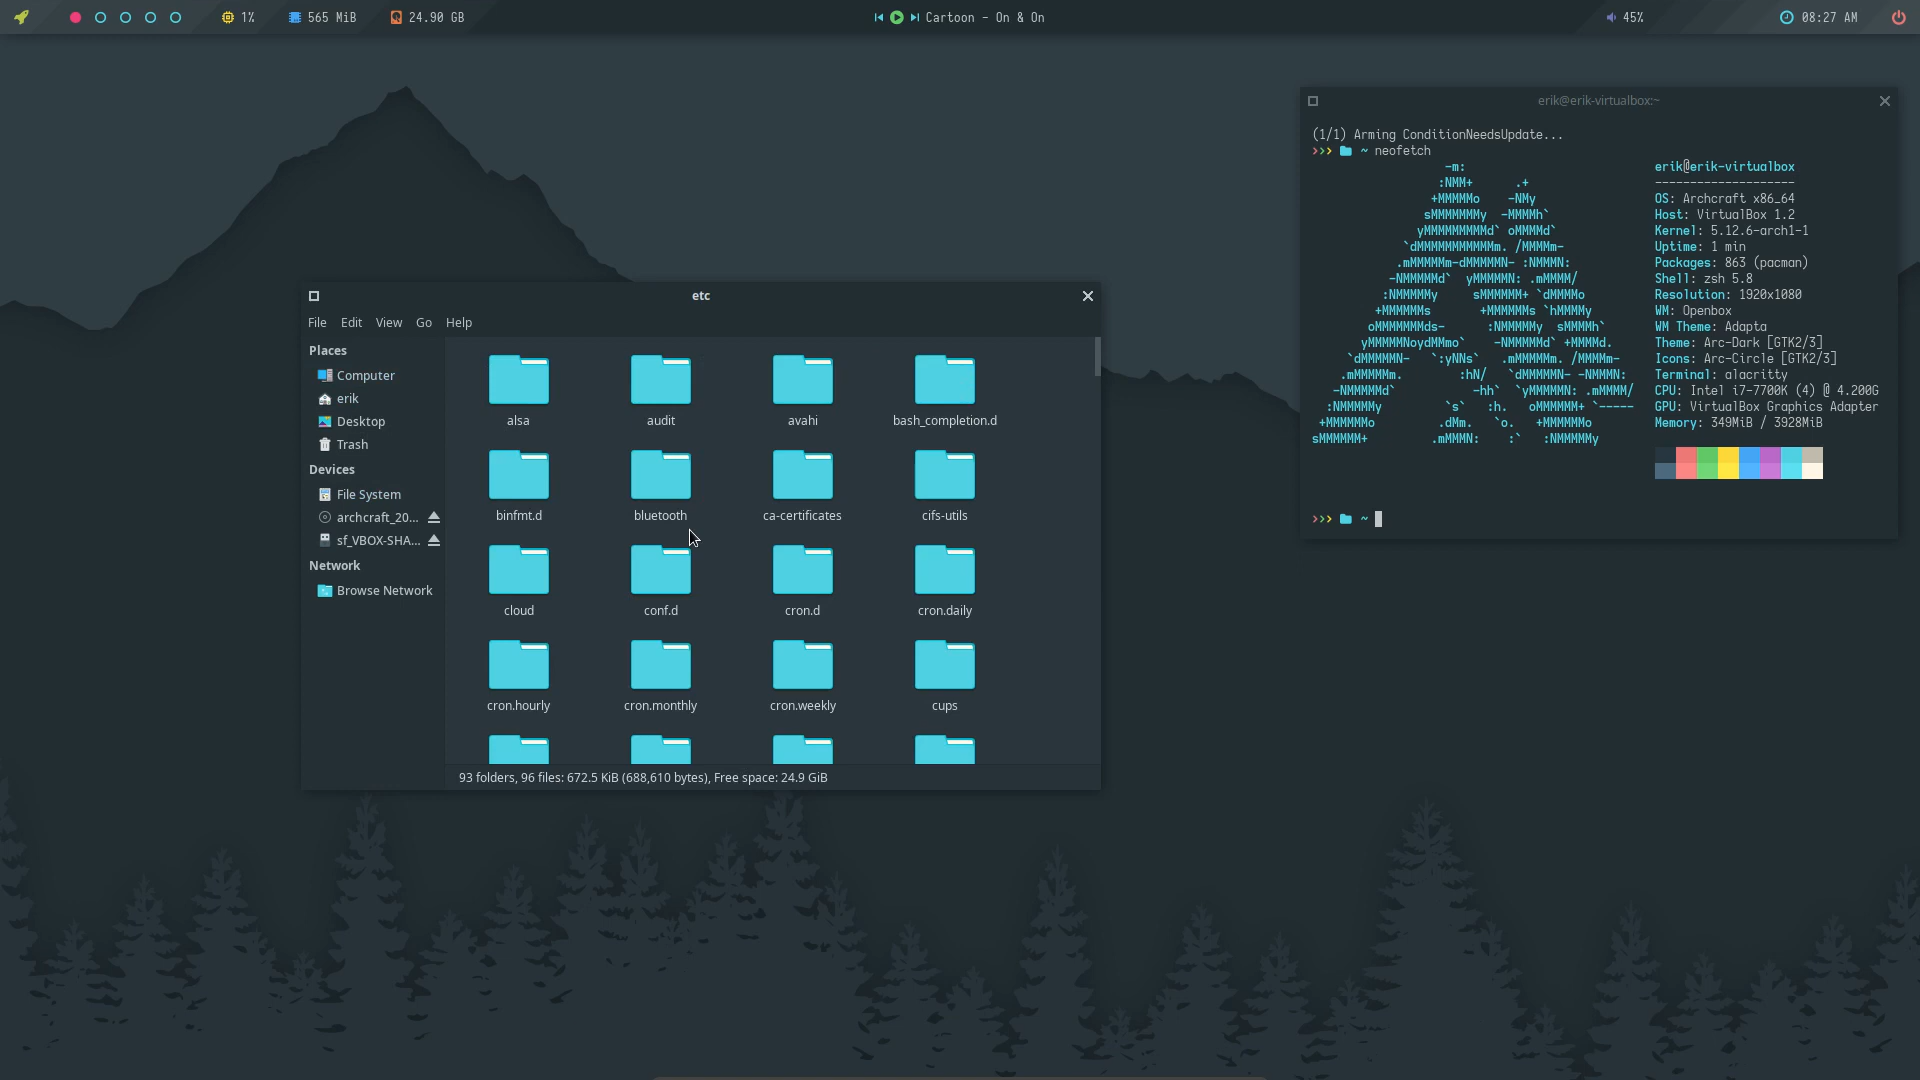 1% 565 MiB 24.90 GB Cartoon - On & On 45% 08:27 AM
etc
File Edit View Go Help
Places
Computer
erik
Desktop
Trash
Devices
File System
archcraft_20...
sf_VBOX-SHA...
Network
Browse Network
alsa audit avahi bash_completion.d
binfmt.d bluetooth ca-certificates cifs-utils
cloud conf.d cron.d cron.daily
cron.hourly cron.monthly cron.weekly cups
93 folders, 96 files: 672.5 KiB (688,610 bytes), Free space: 24.9 GiB
erik@erik-virtualbox:~
(1/1) Arming ConditionNeedsUpdate...
>>> ~ neofetch
erik@erik-virtualbox
--------------------
OS: Archcraft x86_64
Host: VirtualBox 1.2
Kernel: 5.12.6-arch1-1
Uptime: 1 min
Packages: 863 (pacman)
Shell: zsh 5.8
Resolution: 1920x1080
WM: Openbox
WM Theme: Adapta
Theme: Arc-Dark [GTK2/3]
Icons: Arc-Circle [GTK2/3]
Terminal: alacritty
CPU: Intel i7-7700K (4) @ 4.200G
GPU: VirtualBox Graphics Adapter
Memory: 349MiB / 3928MiB
>>> ~